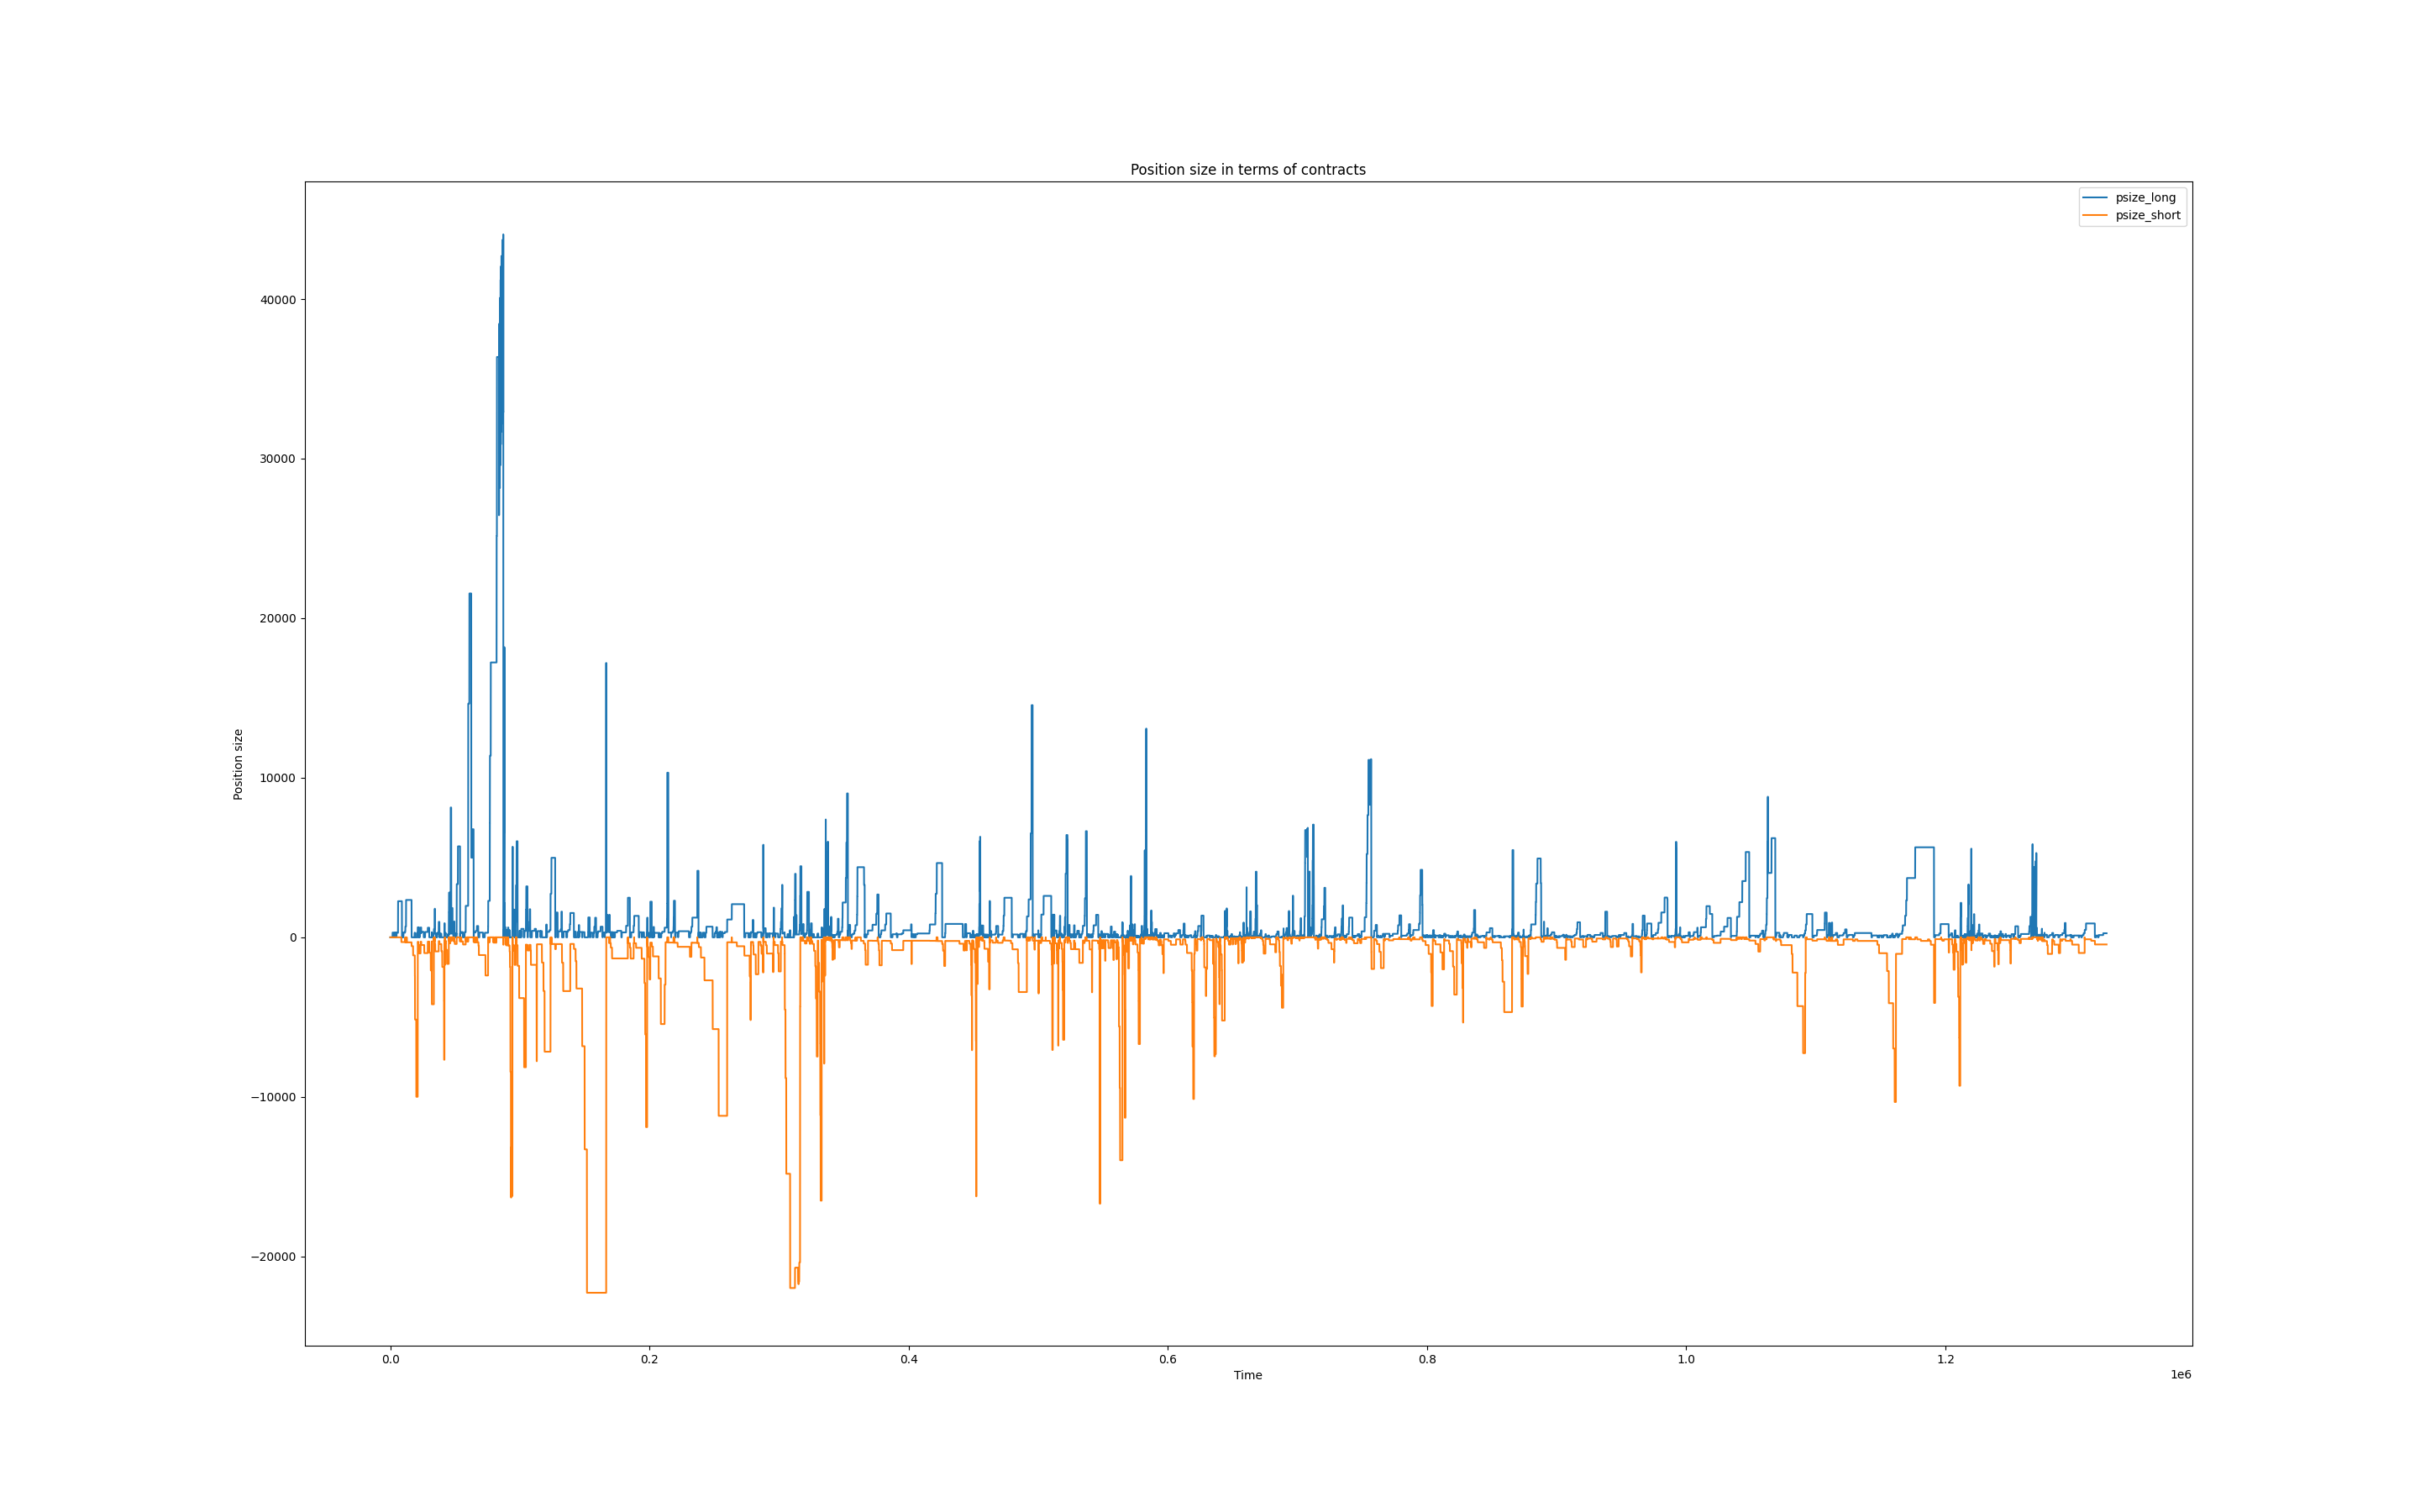 Position size in terms of contracts
psize_long
psize_short
Position size
40000
30000
20000
10000
0
−10000
−20000
0.0 0.2 0.4 0.6 0.8 1.0 1.2
Time
1e6